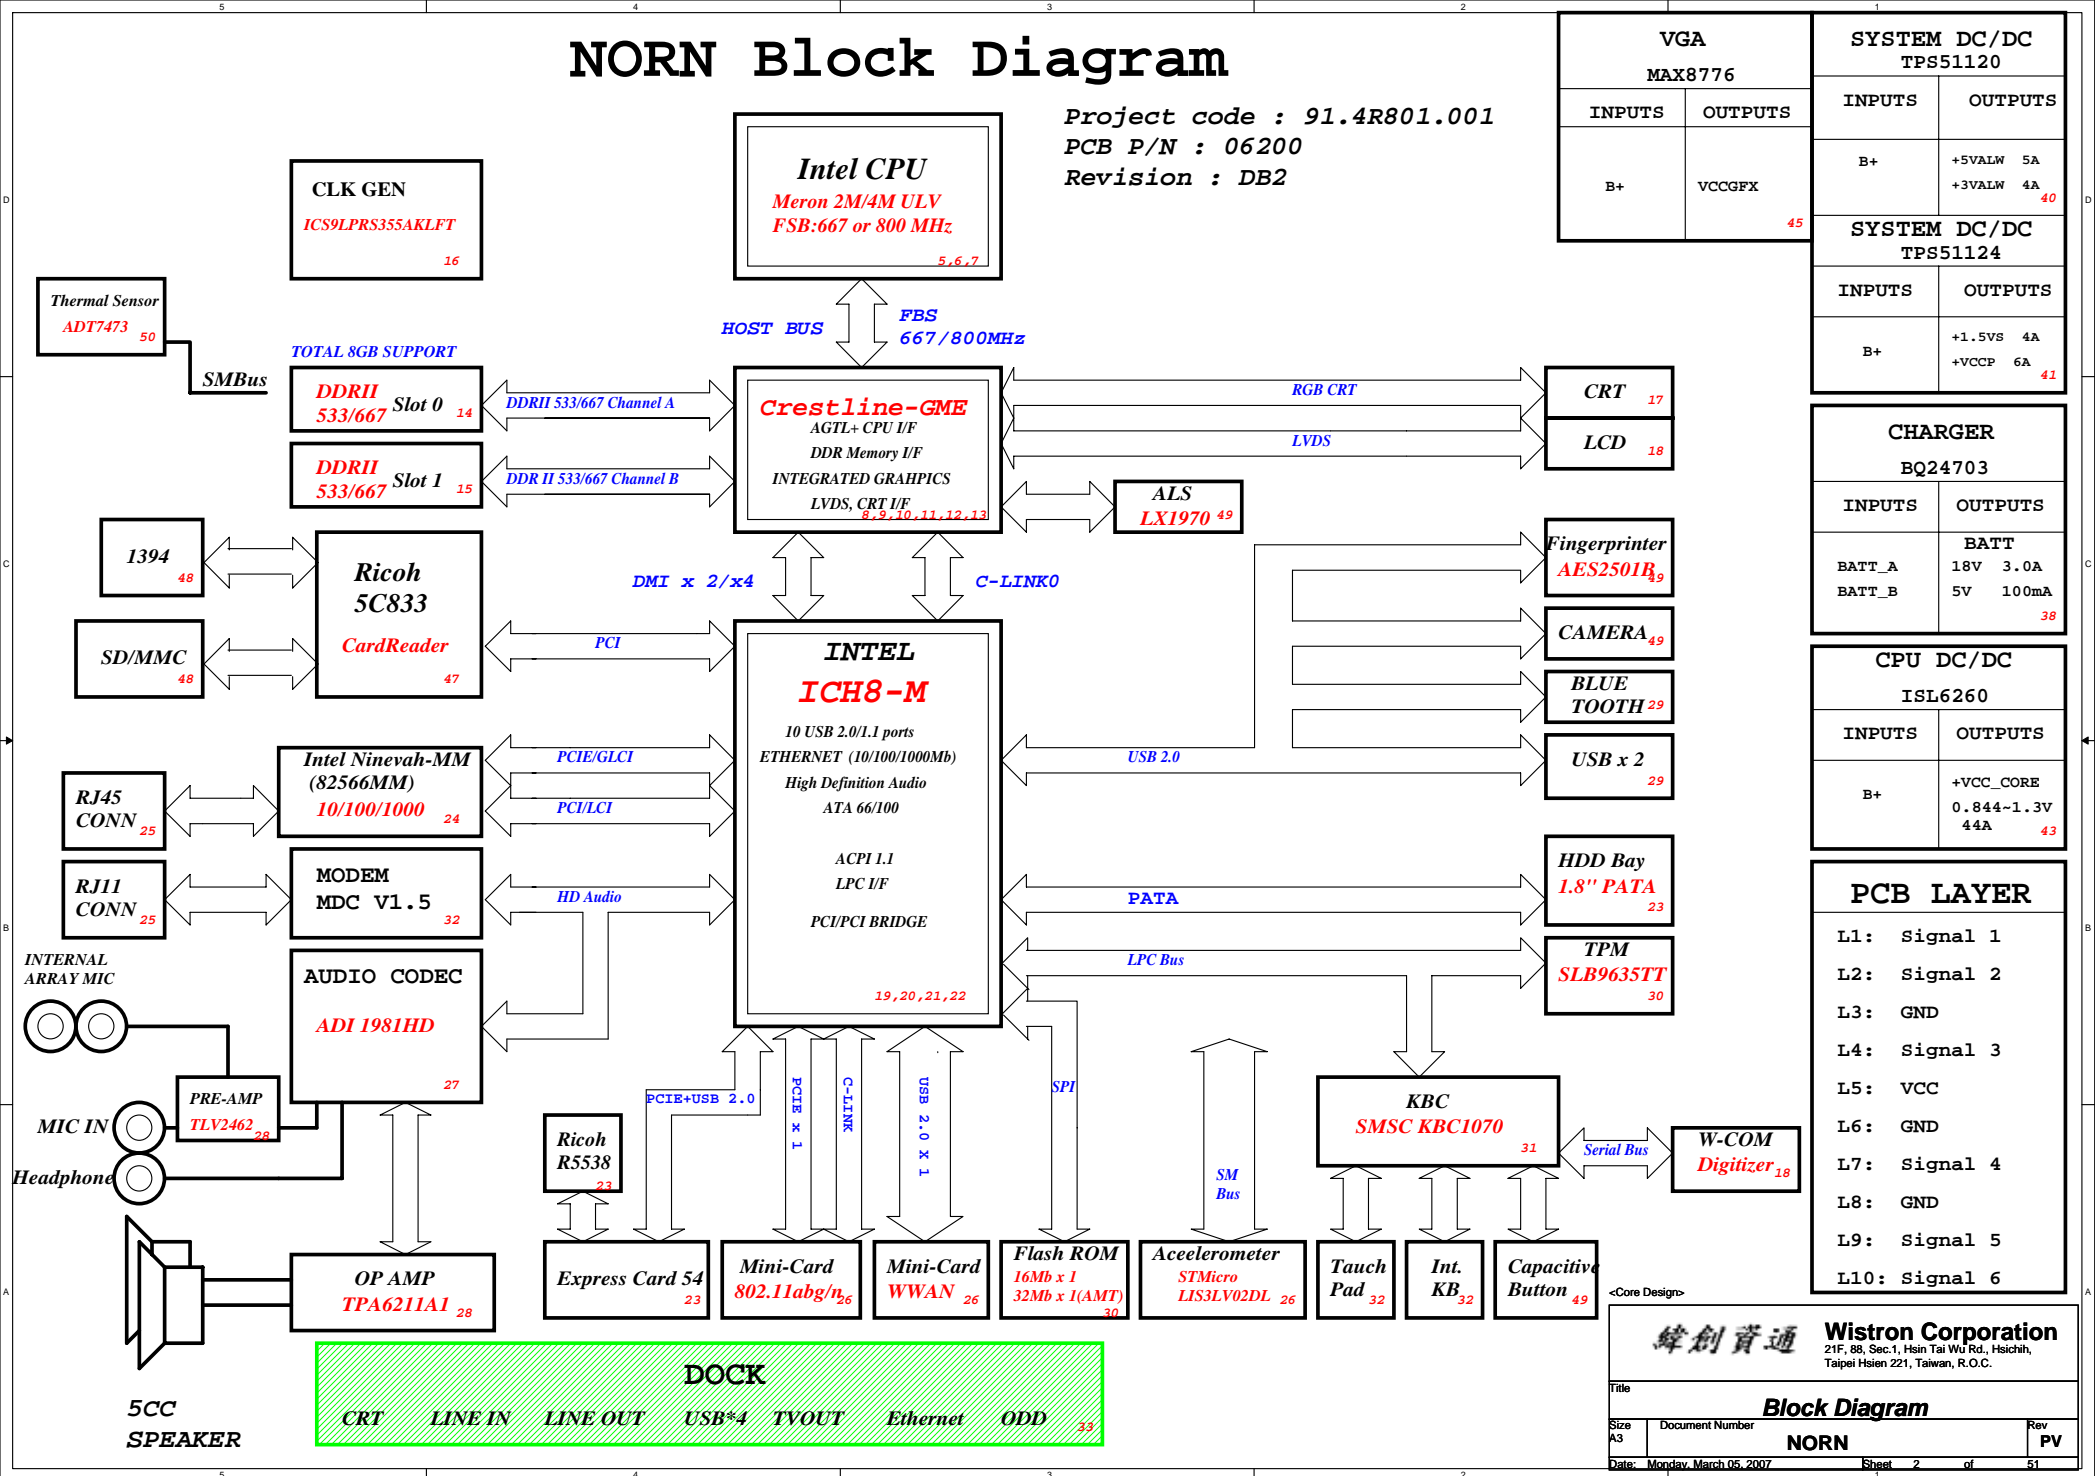 NORN Block Diagram
Project code : 91.4R801.001
PCB P/N : 06200
Revision : DB2
Intel CPU
Meron 2M/4M ULV
FSB:667 or 800 MHz
5,6,7
CLK GEN
ICS9LPRS355AKLFT
16
Thermal Sensor
ADT7473
50
SMBus
HOST BUS
FBS
667/800MHz
TOTAL 8GB SUPPORT
DDRII
533/667 Slot 0 14
DDRII 533/667 Channel A
DDRII
533/667 Slot 1 15
DDR II 533/667 Channel B
Crestline-GME
AGTL+ CPU I/F
DDR Memory I/F
INTEGRATED GRAHPICS
LVDS, CRT I/F
8,9,10,11,12,13
RGB CRT
CRT 17
LVDS
LCD 18
ALS
LX1970 49
1394
48
SD/MMC
48
Ricoh
5C833
CardReader
47
DMI x 2/x4
C-LINK0
PCI
Fingerprinter
AES2501B
49
CAMERA 49
BLUE
TOOTH 29
USB x 2
29
USB 2.0
INTEL
ICH8-M
10 USB 2.0/1.1 ports
ETHERNET (10/100/1000Mb)
High Definition Audio
ATA 66/100
ACPI 1.1
LPC I/F
PCI/PCI BRIDGE
19,20,21,22
Intel Ninevah-MM
(82566MM)
10/100/1000 24
PCIE/GLCI
PCI/LCI
RJ45
CONN 25
RJ11
CONN 25
MODEM
MDC V1.5 32
HD Audio
PATA
HDD Bay
1.8" PATA
23
LPC Bus
TPM
SLB9635TT
30
INTERNAL
ARRAY MIC
AUDIO CODEC
ADI 1981HD
27
PRE-AMP
TLV2462
28
MIC IN
Headphone
OP AMP
TPA6211A1 28
5CC
SPEAKER
PCIE+USB 2.0
PCIE x 1
C-LINK
USB 2.0 X 1
SPI
SM
Bus
Ricoh
R5538
23
Express Card 54
23
Mini-Card
802.11abg/n
26
Mini-Card
WWAN 26
Flash ROM
16Mb x 1
32Mb x 1(AMT)
30
Aceelerometer
STMicro
LIS3LV02DL 26
KBC
SMSC KBC1070
31
Serial Bus
W-COM
Digitizer 18
Tauch
Pad 32
Int.
KB 32
Capacitive
Button 49
DOCK
CRT LINE IN LINE OUT USB*4 TVOUT Ethernet ODD 33
VGA
MAX8776
INPUTS OUTPUTS
B+ VCCGFX
45
SYSTEM DC/DC
TPS51120
INPUTS OUTPUTS
B+ +5VALW 5A
+3VALW 4A
40
SYSTEM DC/DC
TPS51124
INPUTS OUTPUTS
B+ +1.5VS 4A
+VCCP 6A
41
CHARGER
BQ24703
INPUTS OUTPUTS
BATT
BATT_A 18V 3.0A
BATT_B 5V 100mA
38
CPU DC/DC
ISL6260
INPUTS OUTPUTS
B+ +VCC_CORE
0.844~1.3V
44A 43
PCB LAYER
L1: Signal 1
L2: Signal 2
L3: GND
L4: Signal 3
L5: VCC
L6: GND
L7: Signal 4
L8: GND
L9: Signal 5
L10: Signal 6
<Core Design>
緯創資通
Wistron Corporation
21F, 88, Sec.1, Hsin Tai Wu Rd., Hsichih,
Taipei Hsien 221, Taiwan, R.O.C.
Title
Block Diagram
Size Document Number Rev
A3 NORN PV
Date: Monday, March 05, 2007 Sheet 2 of 51
5 4 3 2 1
5 4 3 2 1
D C B A
D C B A